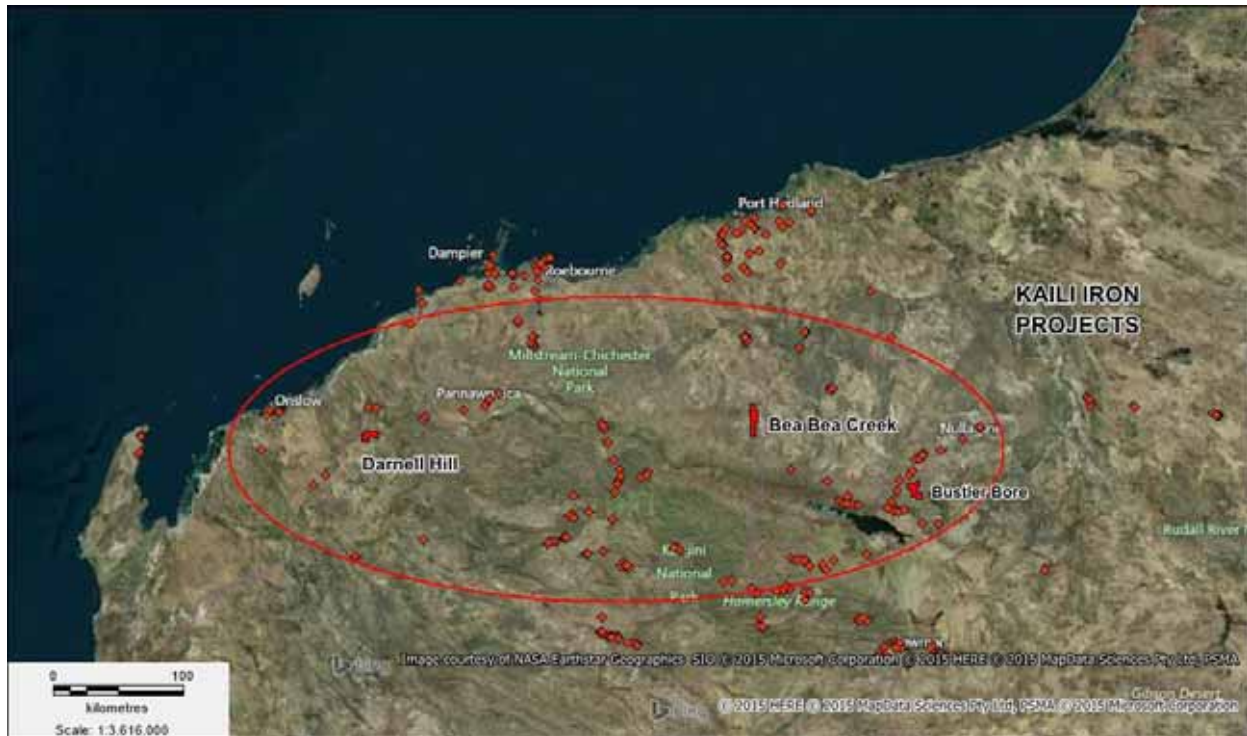 Port Hedland
Dampier
Roebourne
KAILI IRON
PROJECTS
Millstream-Chichester
National
Park
Pannawonica
Onslow
Bea Bea Creek
Darnell Hill
Bustler Bore
Rudall River
National
Park
Hamersley Range
Image courtesy of NASA Earthstar Geographics SIO © 2015 Microsoft Corporation © 2015 HERE © 2015 MapData Sciences Pty Ltd, PSMA
0 100
kilometres
Scale: 1:3.616.000
Gibson Desert
© 2015 HERE © 2015 MapData Sciences Pty Ltd, PSMA © 2015 Microsoft Corporation